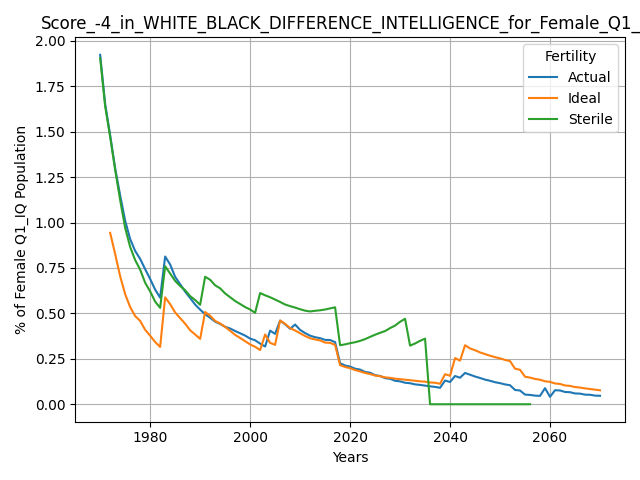 Score_-4_in_WHITE_BLACK_DIFFERENCE_INTELLIGENCE_for_Female_Q1_
2.00
1.75
1.50
1.25
1.00
0.75
0.50
0.25
0.00
% of Female Q1_IQ Population
Fertility
Actual
Ideal
Sterile
1980
2000
2020
2040
2060
Years